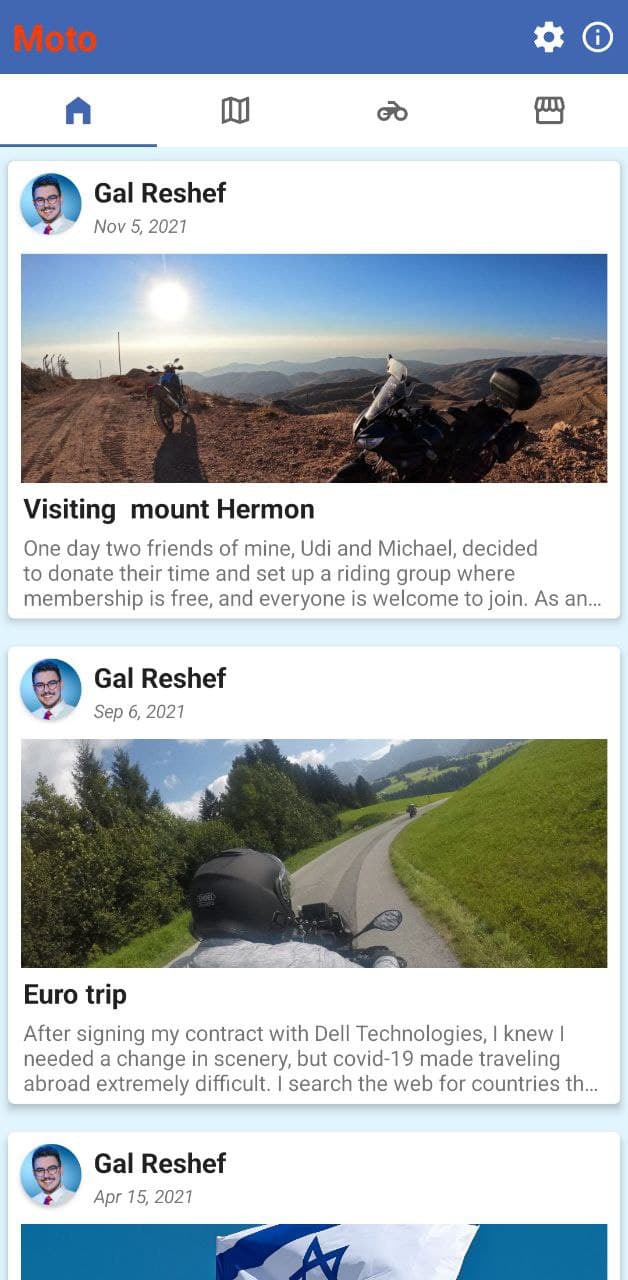 Moto
Gal Reshef
Nov 5, 2021
Visiting  mount Hermon
One day two friends of mine, Udi and Michael, decided
to donate their time and set up a riding group where
membership is free, and everyone is welcome to join. As an...
Gal Reshef
Sep 6, 2021
Euro trip
After signing my contract with Dell Technologies, I knew I
needed a change in scenery, but covid-19 made traveling
abroad extremely difficult. I search the web for countries th...
Gal Reshef
Apr 15, 2021